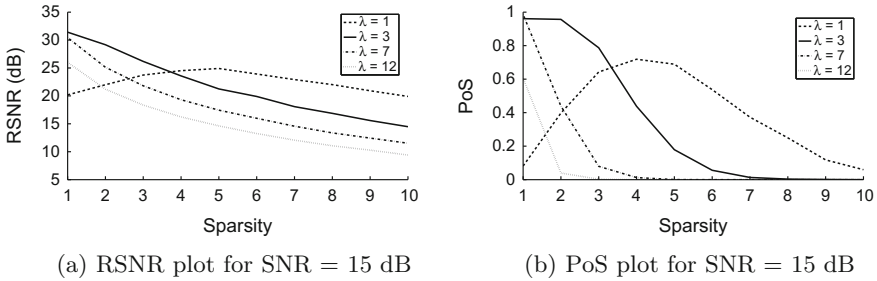 35
30
25
20
15
10
5
RSNR (dB)
λ = 1
λ = 3
λ = 7
λ = 12
1 2 3 4 5 6 7 8 9 10
Sparsity
(a) RSNR plot for SNR = 15 dB
1
0.8
0.6
0.4
0.2
0
PoS
λ = 1
λ = 3
λ = 7
λ = 12
1 2 3 4 5 6 7 8 9 10
Sparsity
(b) PoS plot for SNR = 15 dB